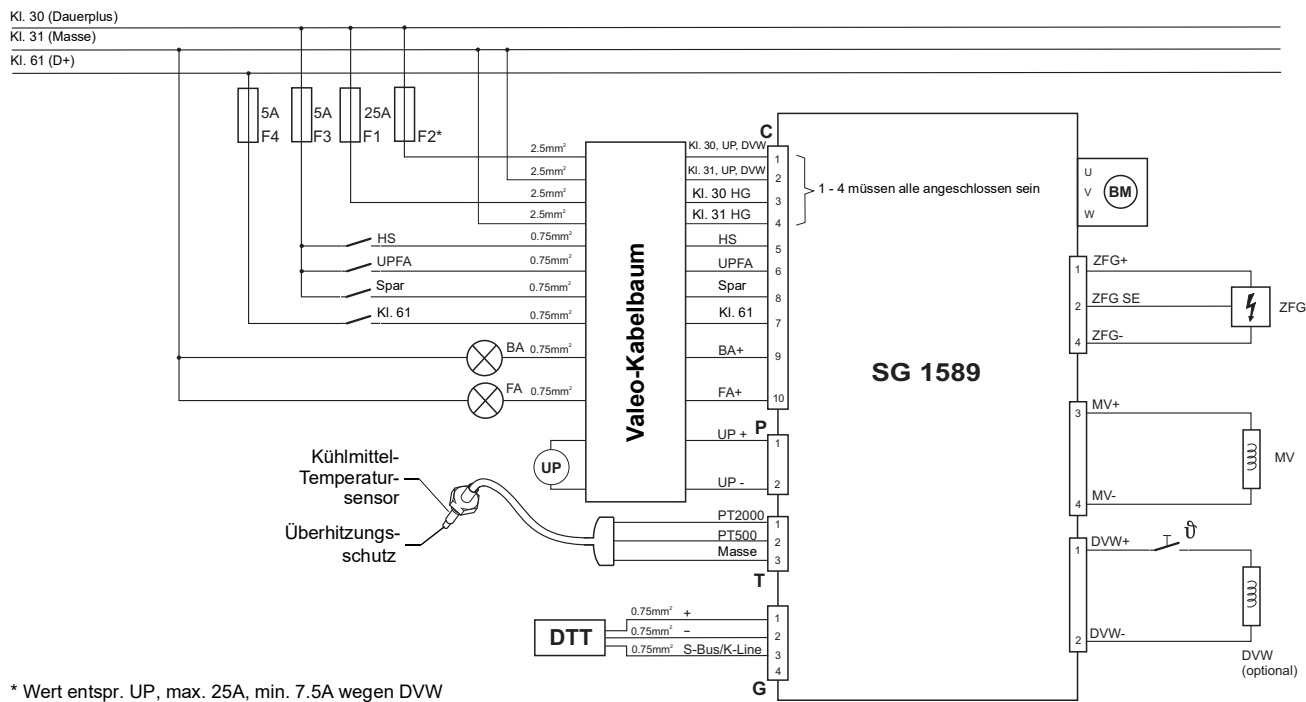 Kl. 30 (Dauerplus)
Kl. 31 (Masse)
Kl. 61 (D+)
5A
F4
5A
F3
25A
F1
F2*
2.5mm²
2.5mm²
2.5mm²
2.5mm²
HS 0.75mm²
UPFA 0.75mm²
Spar 0.75mm²
Kl. 61 0.75mm²
BA 0.75mm²
FA 0.75mm²
UP
Valeo-Kabelbaum
C
Kl. 30, UP, DVW 1
Kl. 31, UP, DVW 2
Kl. 30 HG 3
Kl. 31 HG 4
HS 5
UPFA 6
Spar 8
Kl. 61 7
BA+ 9
FA+ 10
1 - 4 müssen alle angeschlossen sein
UP + P 1
UP - 2
Kühlmittel-
Temperatur-
sensor
Überhitzungs-
schutz
PT2000 1
PT500 2
Masse 3
T
DTT
0.75mm² + 1
0.75mm² − 2
0.75mm² S-Bus/K-Line 3
4
G
SG 1589
U
V
W
BM
1 ZFG+
2 ZFG SE
4 ZFG-
ZFG
3 MV+
4 MV-
MV
1 DVW+
ϑ
2 DVW-
DVW
(optional)
* Wert entspr. UP, max. 25A, min. 7.5A wegen DVW